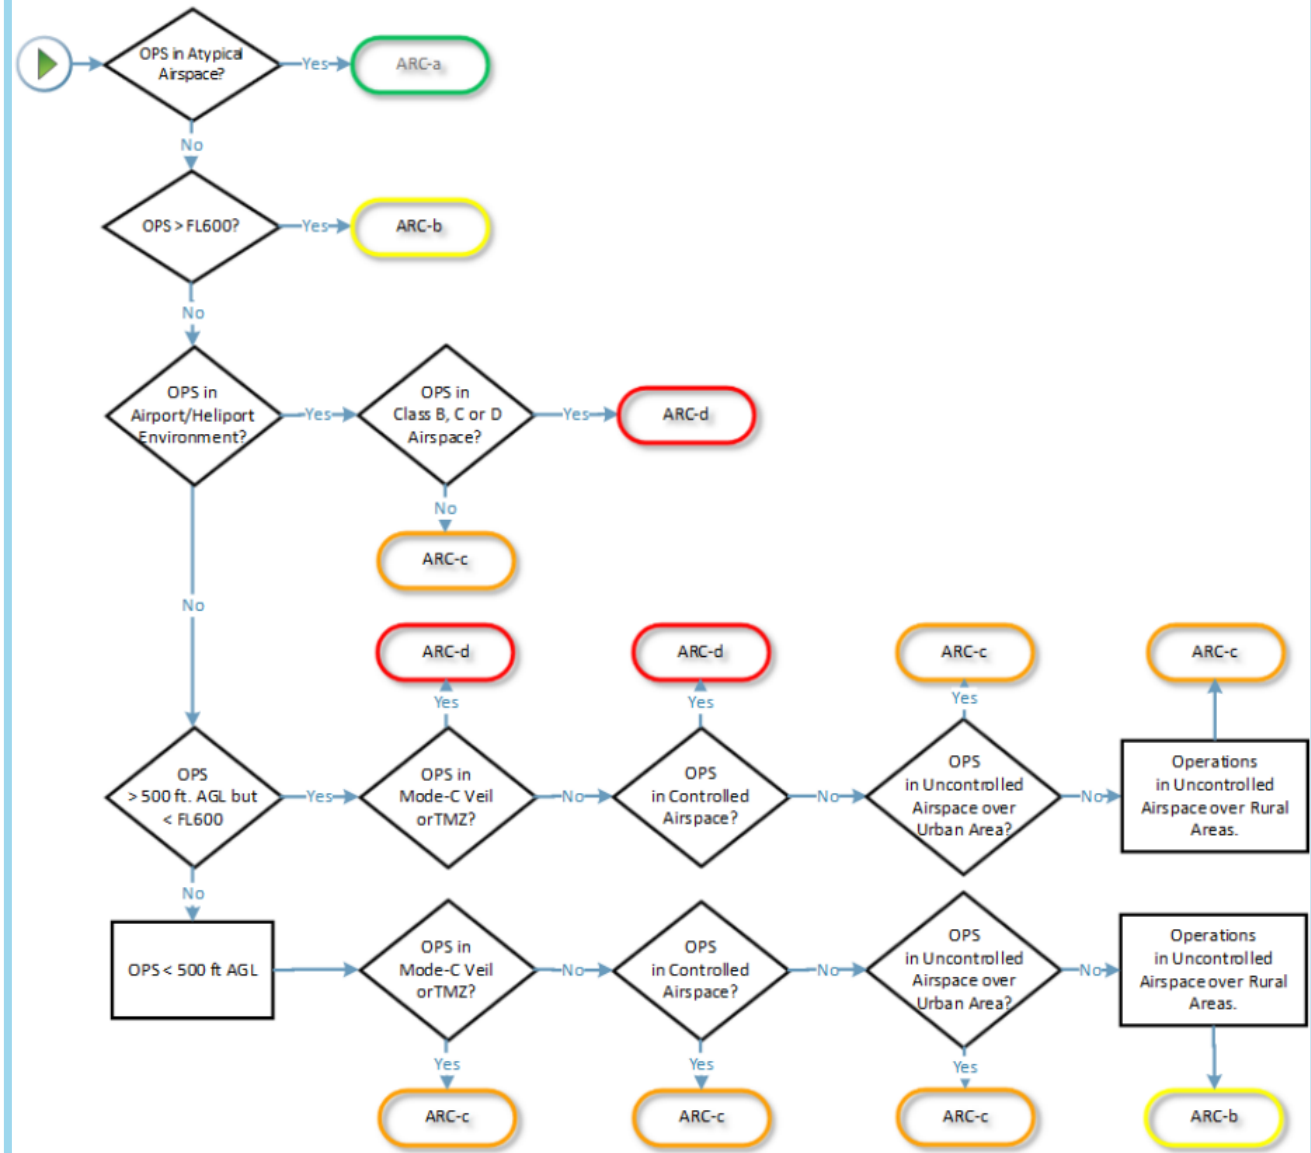 OPS in Atypical
Airspace?
Yes
ARC-a
No
OPS > FL600?
Yes
ARC-b
No
OPS in
Airport/Heliport
Environment?
Yes
OPS in
Class B, C or D
Airspace?
Yes
ARC-d
No
ARC-c
No
ARC-d
ARC-d
ARC-c
ARC-c
Yes
Yes
Yes
OPS
> 500 ft. AGL but
< FL600
Yes
OPS in
Mode-C Veil
orTMZ?
No
OPS
in Controlled
Airspace?
No
OPS
in Uncontrolled
Airspace over
Urban Area?
No
Operations
in Uncontrolled
Airspace over Rural
Areas.
No
OPS < 500 ft AGL
OPS in
Mode-C Veil
orTMZ?
No
OPS
in Controlled
Airspace?
No
OPS
in Uncontrolled
Airspace over
Urban Area?
No
Operations
in Uncontrolled
Airspace over Rural
Areas.
Yes
Yes
Yes
ARC-c
ARC-c
ARC-c
ARC-b